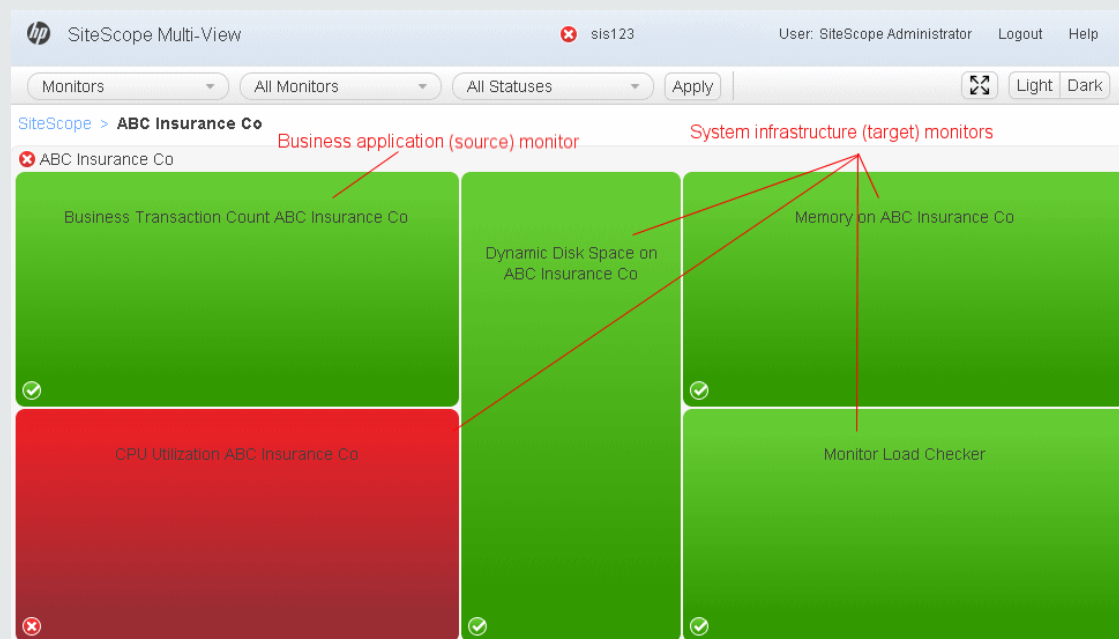 hp SiteScope Multi-View sis123 User: SiteScope Administrator Logout Help
Monitors All Monitors All Statuses Apply Light Dark
SiteScope > ABC Insurance Co
Business application (source) monitor
System infrastructure (target) monitors
ABC Insurance Co
Business Transaction Count ABC Insurance Co
Dynamic Disk Space on
ABC Insurance Co
Memory on ABC Insurance Co
CPU Utilization ABC Insurance Co
Monitor Load Checker